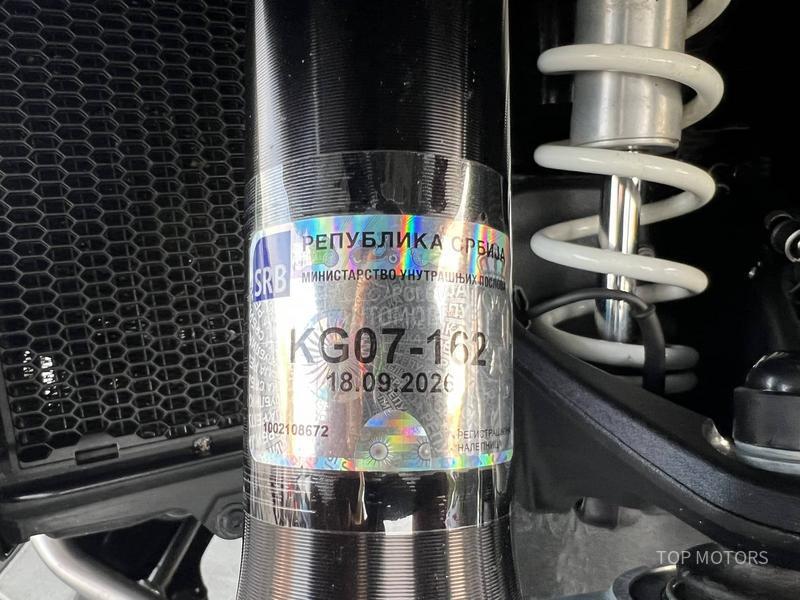 РЕПУБЛИКА СРБИЈА
SRB
МИНИСТАРСТВО УНУТРАШЊИХ ПОСЛОВА
KG07-162
18.09.2026
1002108672
РЕГИСТРАЦИОНА
НАЛЕПНИЦА
TOP MOTORS